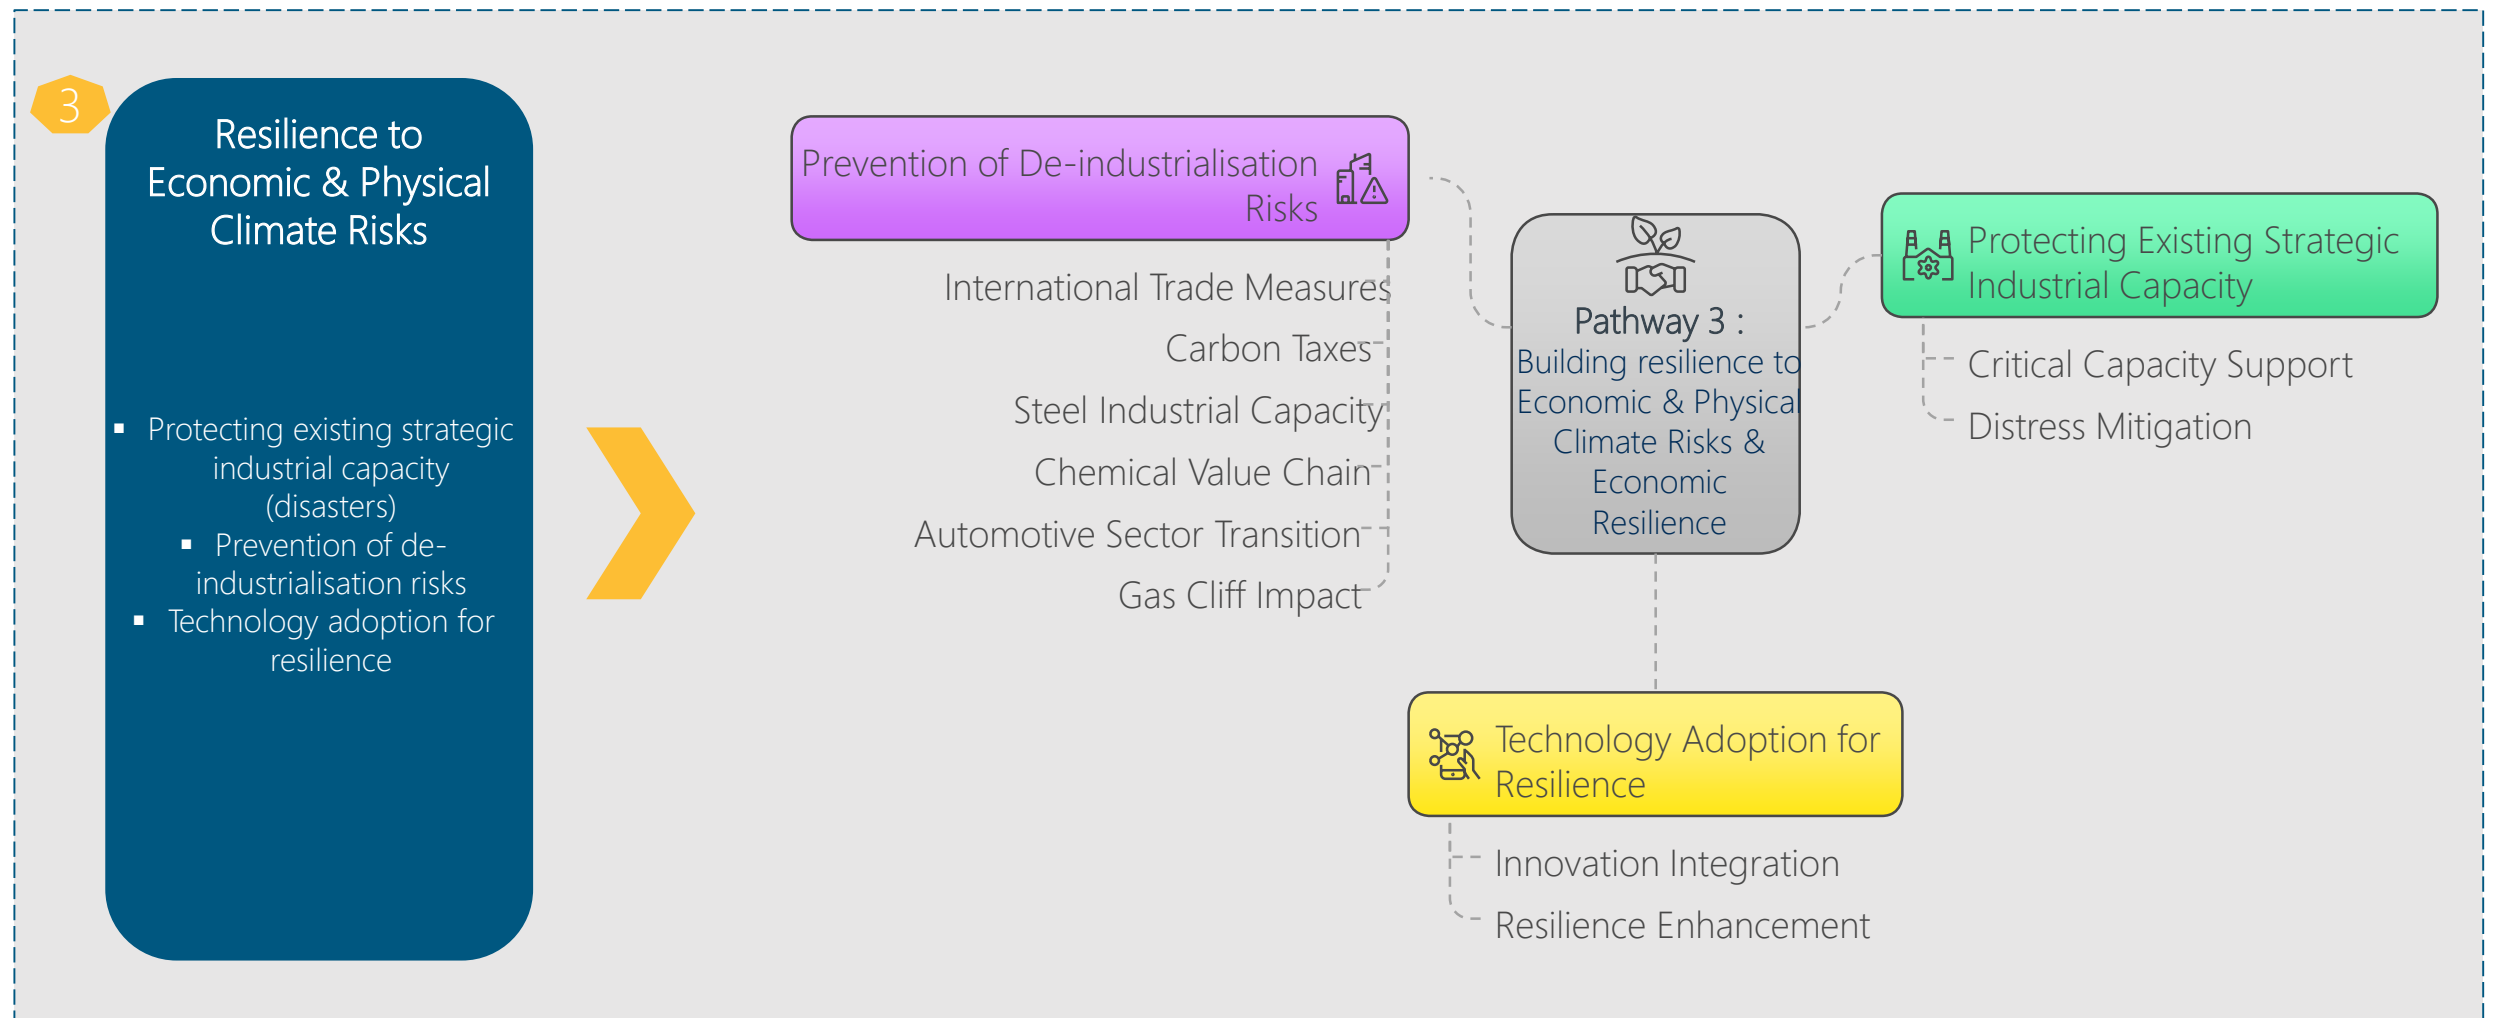 3
Resilience to
Economic & Physical
Climate Risks
▪ Protecting existing strategic
industrial capacity
(disasters)
▪ Prevention of de-
industrialisation risks
▪ Technology adoption for
resilience
Prevention of De-industrialisation
Risks
International Trade Measures
Carbon Taxes
Steel Industrial Capacity
Chemical Value Chain
Automotive Sector Transition
Gas Cliff Impact
Pathway 3 :
Building resilience to
Economic & Physical
Climate Risks &
Economic
Resilience
Protecting Existing Strategic
Industrial Capacity
Critical Capacity Support
Distress Mitigation
Technology Adoption for
Resilience
Innovation Integration
Resilience Enhancement